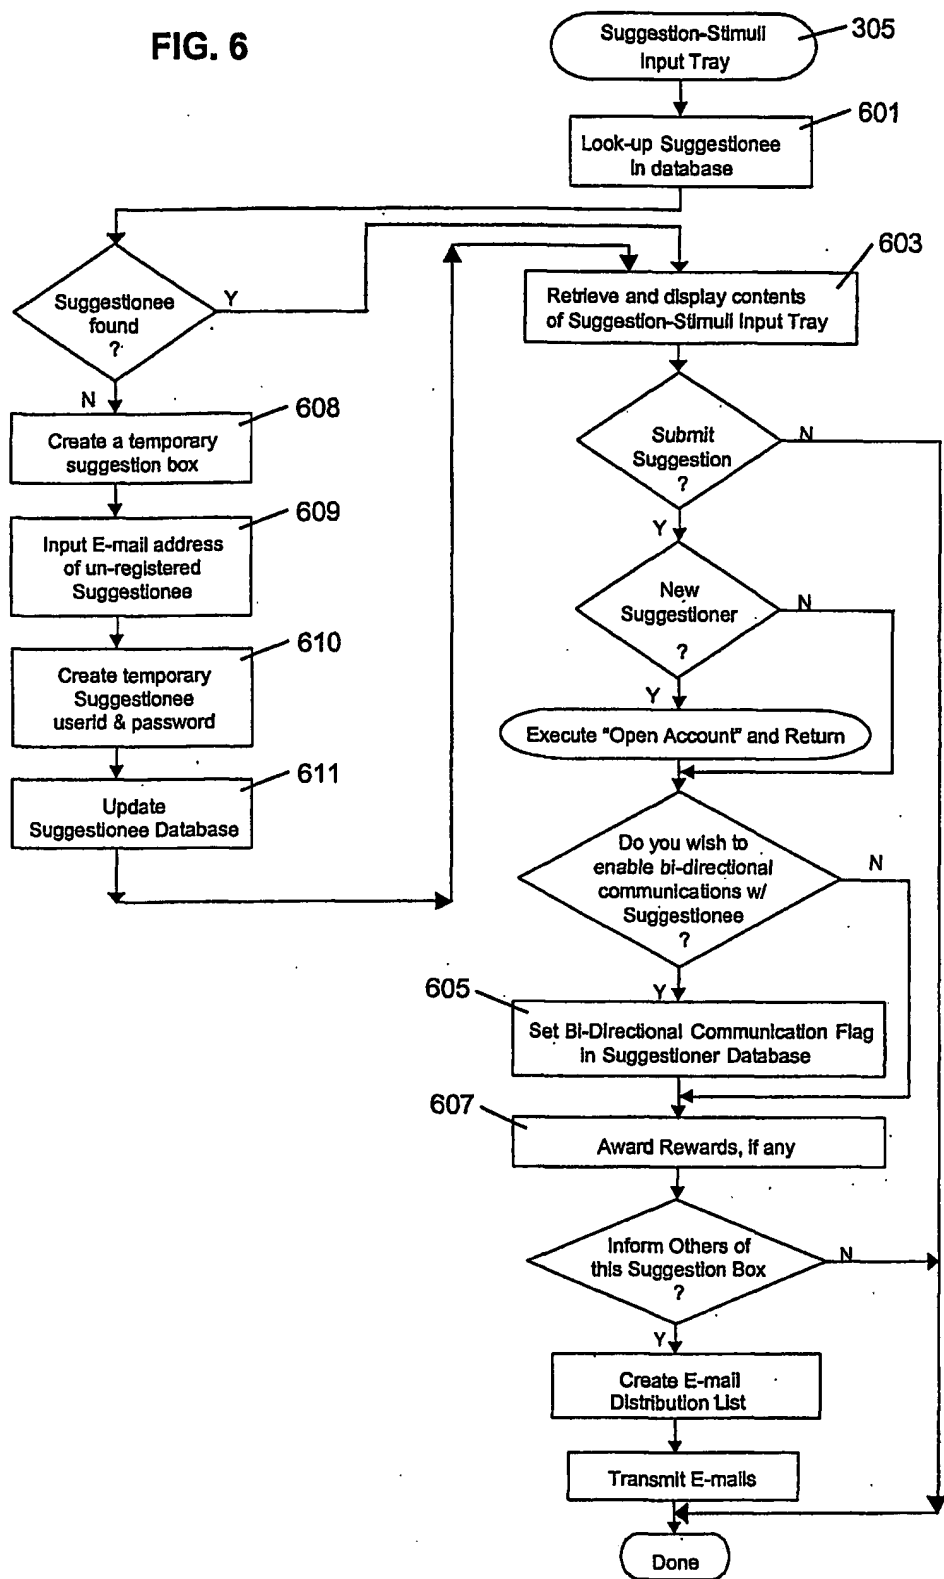 FIG. 6
Suggestion-Stimuli
Input Tray
305
601
Look-up Suggestionee
in database
Suggestionee
found
?
Y
N
603
Retrieve and display contents
of Suggestion-Stimuli Input Tray
608
Create a temporary
suggestion box
609
Input E-mail address
of un-registered
Suggestionee
610
Create temporary
Suggestionee
userid & password
611
Update
Suggestionee Database
Submit
Suggestion
?
N
Y
New
Suggestioner
?
N
Y
Execute "Open Account" and Return
Do you wish to
enable bi-directional
communications w/
Suggestionee
?
N
Y
605
Set Bi-Directional Communication Flag
in Suggestioner Database
607
Award Rewards, if any
Inform Others of
this Suggestion Box
?
N
Y
Create E-mail
Distribution List
Transmit E-mails
Done